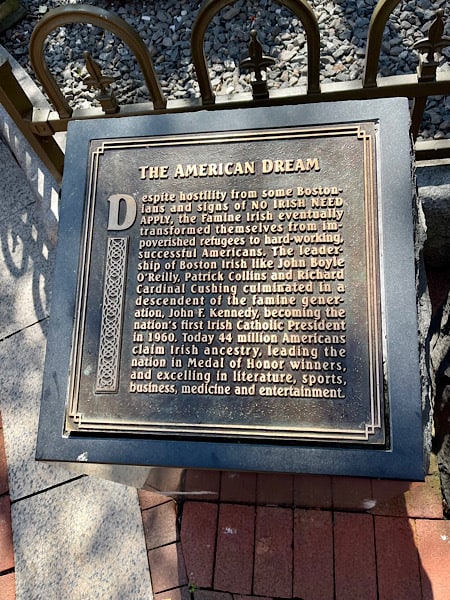 THE AMERICAN DREAM
Despite hostility from some Boston-
ians and signs of NO IRISH NEED
APPLY, the Famine Irish eventually
transformed themselves from im-
poverished refugees to hard-working,
successful Americans. The leader-
ship of Boston Irish like John Boyle
O'Reilly, Patrick Collins and Richard
Cardinal Cushing culminated in a
descendent of the famine gener-
ation, John F. Kennedy, becoming the
nation's first Irish Catholic President
in 1960. Today 44 million Americans
claim Irish ancestry, leading the
nation in Medal of Honor winners,
and excelling in literature, sports,
business, medicine and entertainment.